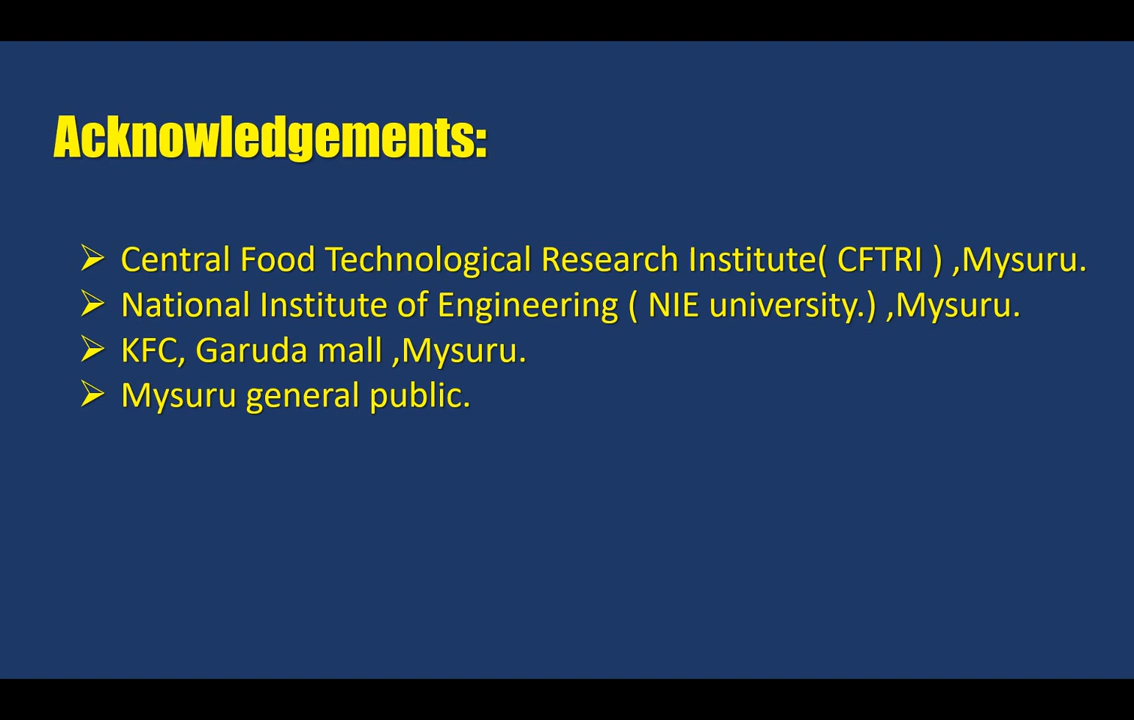 Acknowledgements:
➢ Central Food Technological Research Institute( CFTRI ) ,Mysuru.
➢ National Institute of Engineering ( NIE university.) ,Mysuru.
➢ KFC, Garuda mall ,Mysuru.
➢ Mysuru general public.